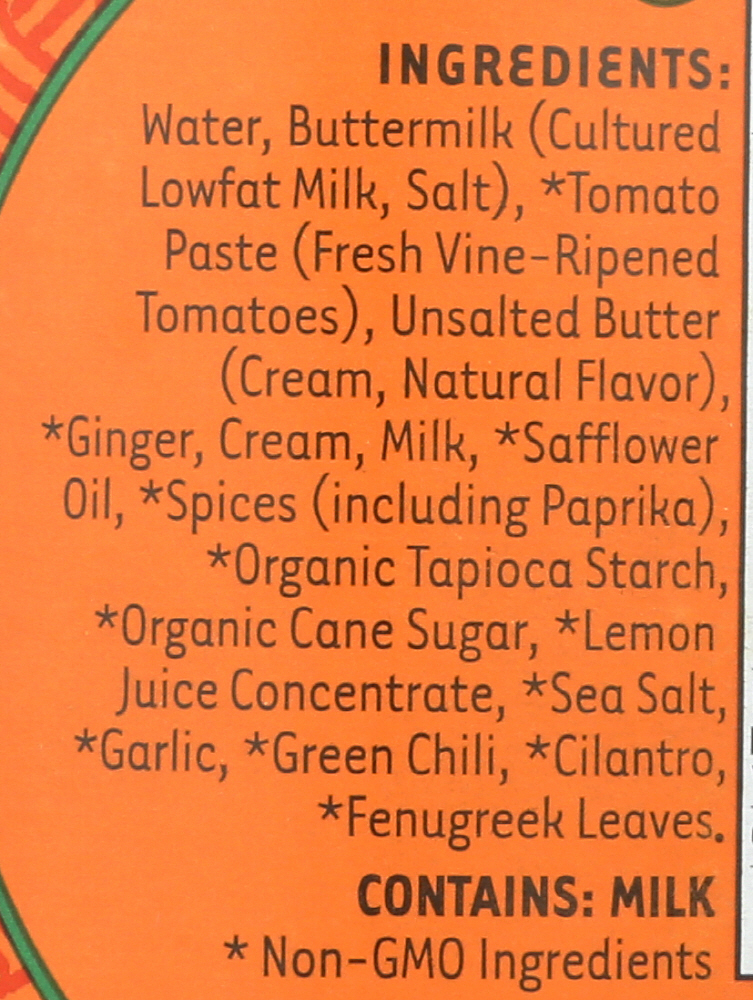 INGREDIENTS:
Water, Buttermilk (Cultured
Lowfat Milk, Salt), *Tomato
Paste (Fresh Vine-Ripened
Tomatoes), Unsalted Butter
(Cream, Natural Flavor),
*Ginger, Cream, Milk, *Safflower
Oil, *Spices (including Paprika),
*Organic Tapioca Starch,
*Organic Cane Sugar, *Lemon
Juice Concentrate, *Sea Salt,
*Garlic, *Green Chili, *Cilantro,
*Fenugreek Leaves.
CONTAINS: MILK
* Non-GMO Ingredients